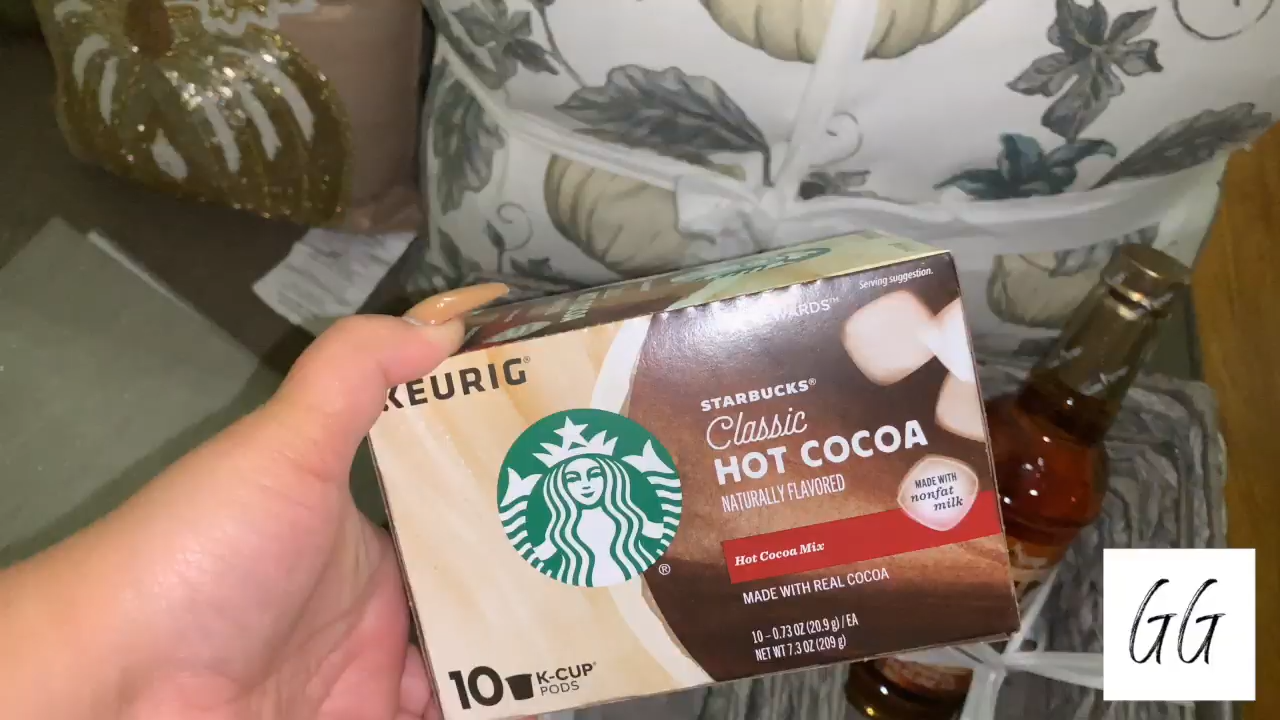 Serving suggestion.
KEURIG®
STARBUCKS®
Classic
HOT COCOA
NATURALLY FLAVORED
MADE WITH
nonfat
milk
Hot Cocoa Mix
MADE WITH REAL COCOA
10 – 0.73 OZ (20.9 g) / EA
NET WT 7.3 OZ (209 g)
®
10 K-CUP®
PODS
GG